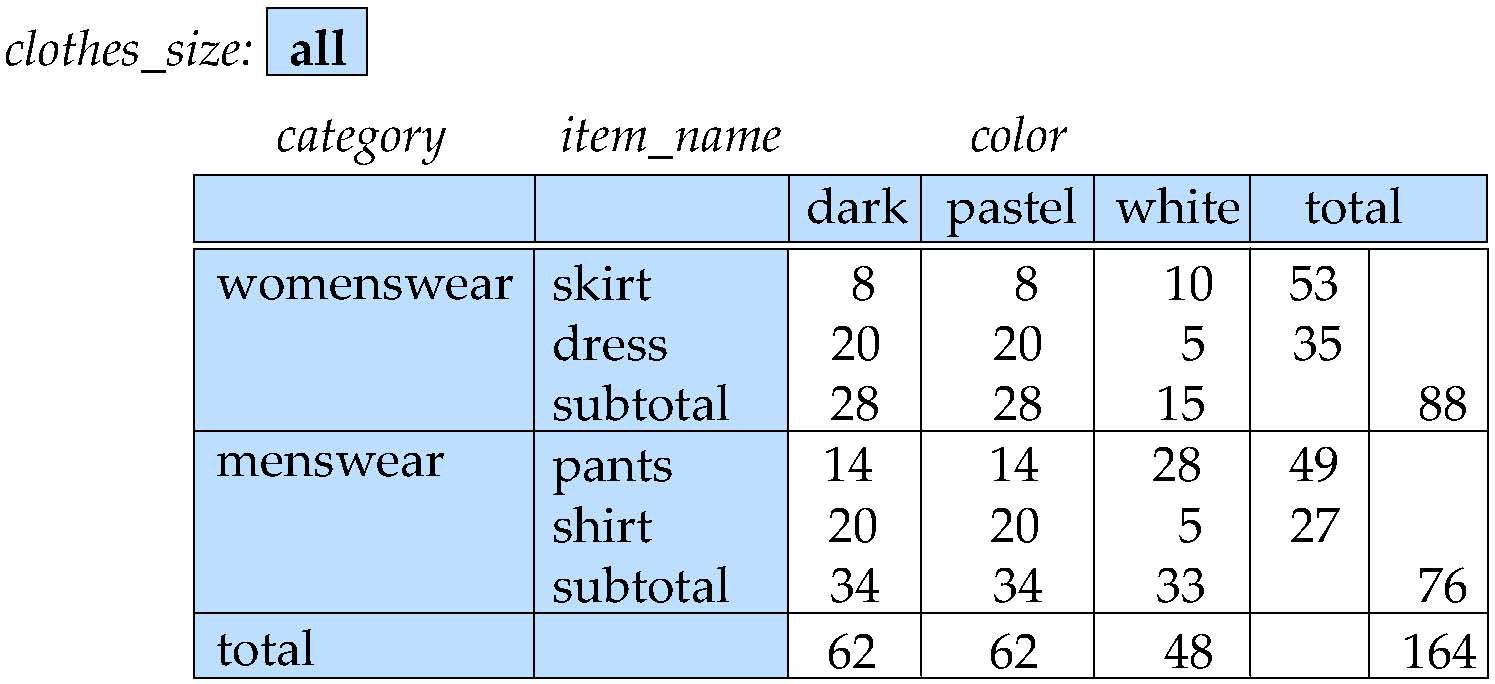 clothes_size: all
category item_name color
dark pastel white total
womenswear skirt 8 8 10 53
dress 20 20 5 35
subtotal 28 28 15 88
menswear pants 14 14 28 49
shirt 20 20 5 27
subtotal 34 34 33 76
total 62 62 48 164